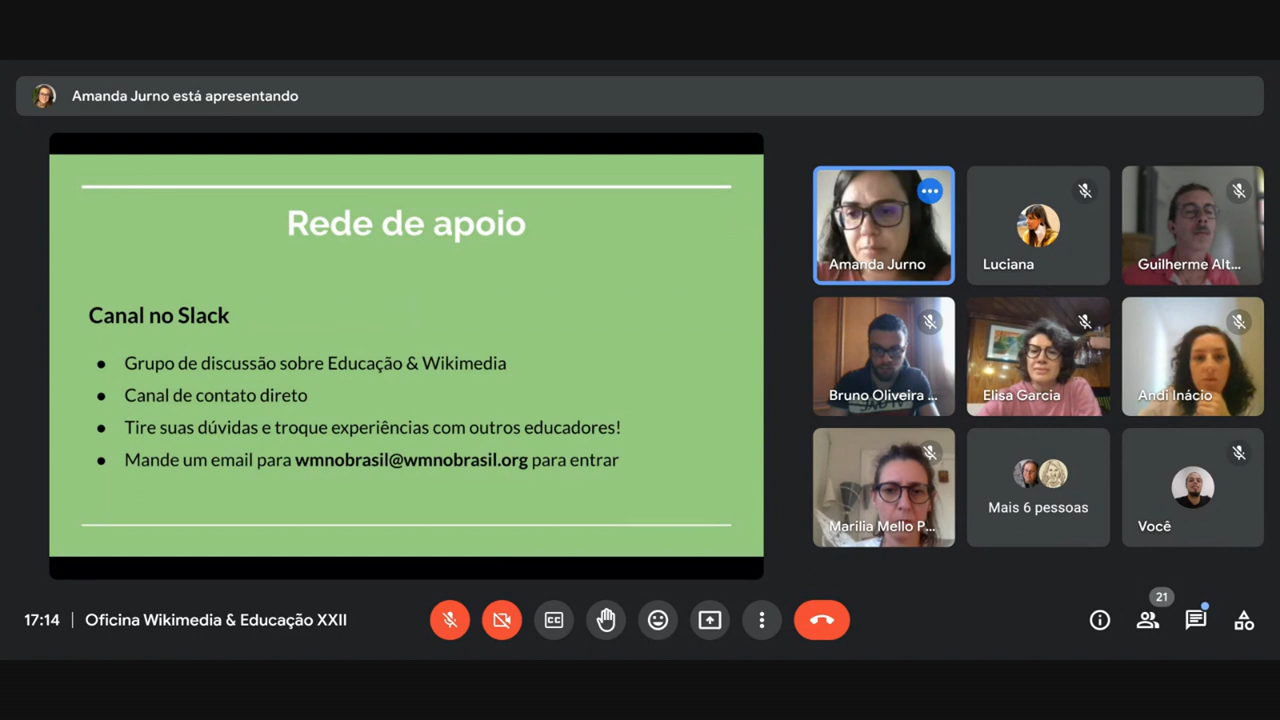 Amanda Jurno está apresentando
Rede de apoio
Canal no Slack
● Grupo de discussão sobre Educação & Wikimedia
● Canal de contato direto
● Tire suas dúvidas e troque experiências com outros educadores!
● Mande um email para wmnobrasil@wmnobrasil.org para entrar
Amanda Jurno
Luciana
Guilherme Alt...
Bruno Oliveira ...
Elisa Garcia
Andi Inácio
Marilia Mello P...
Mais 6 pessoas
Você
17:14 | Oficina Wikimedia & Educação XXII
CC
21